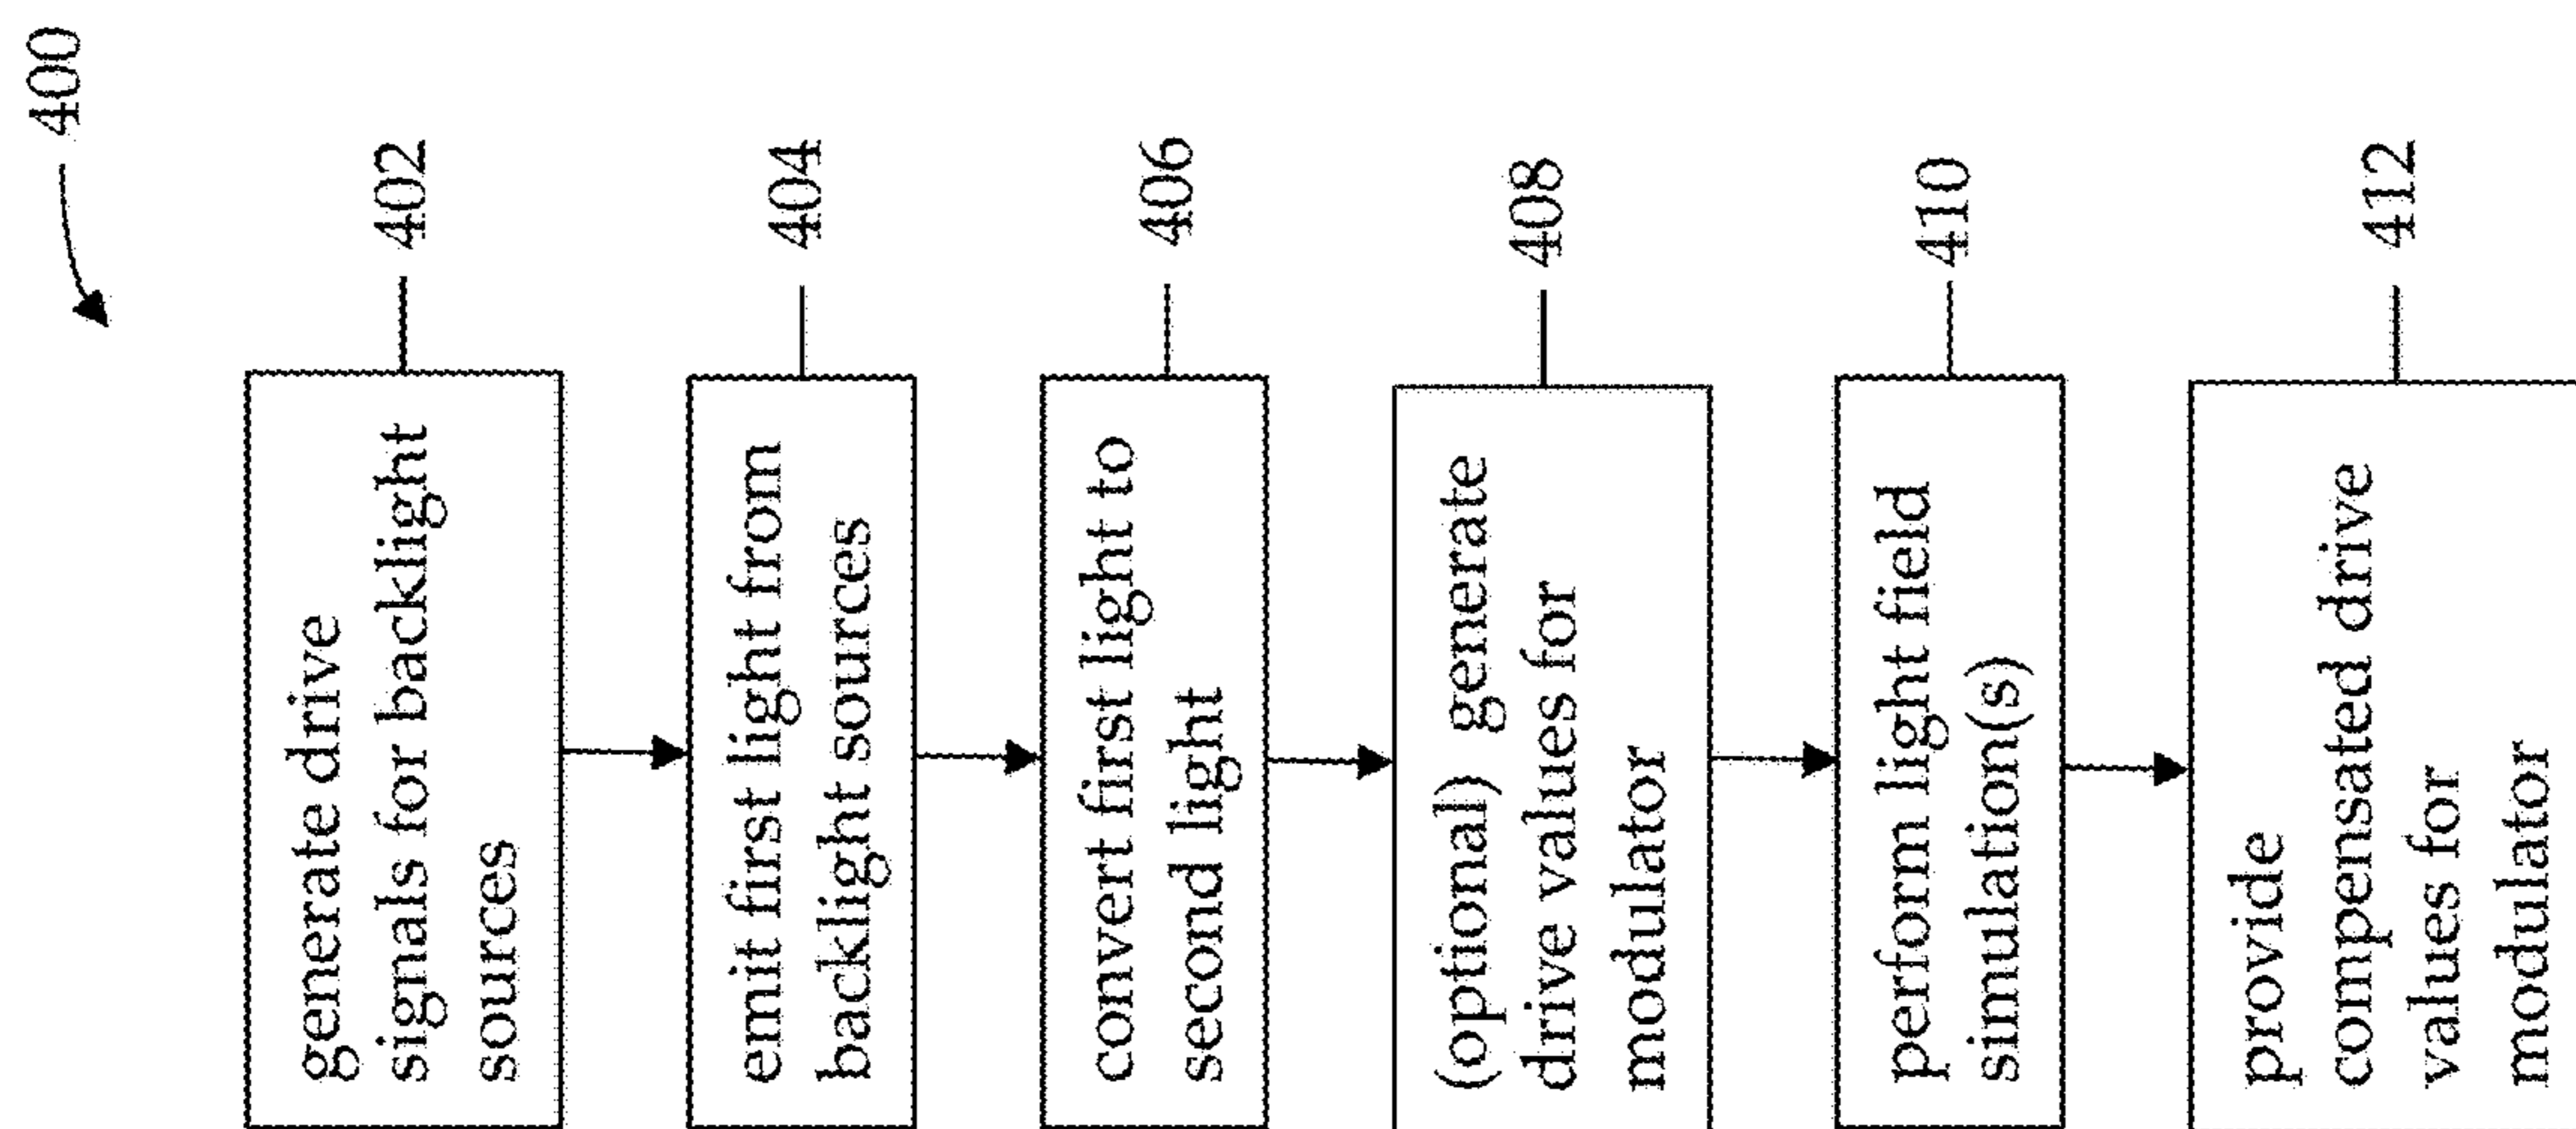 400
generate drive
signals for backlight
sources
402
emit first light from
backlight sources
404
convert first light to
second light
406
(optional) generate
drive values for
modulator
408
perform light field
simulation(s)
410
provide
compensated drive
values for
modulator
412